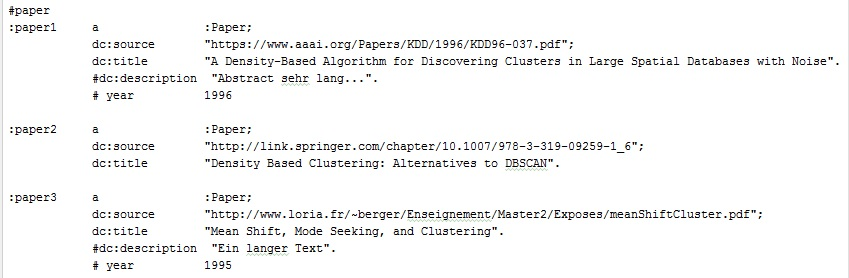 #paper
:paper1 a :Paper;
dc:source "https://www.aaai.org/Papers/KDD/1996/KDD96-037.pdf";
dc:title "A Density-Based Algorithm for Discovering Clusters in Large Spatial Databases with Noise".
#dc:description "Abstract sehr lang...".
# year 1996
:paper2 a :Paper;
dc:source "http://link.springer.com/chapter/10.1007/978-3-319-09259-1_6";
dc:title "Density Based Clustering: Alternatives to DBSCAN".
:paper3 a :Paper;
dc:source "http://www.loria.fr/~berger/Enseignement/Master2/Exposes/meanShiftCluster.pdf";
dc:title "Mean Shift, Mode Seeking, and Clustering".
#dc:description "Ein langer Text".
# year 1995